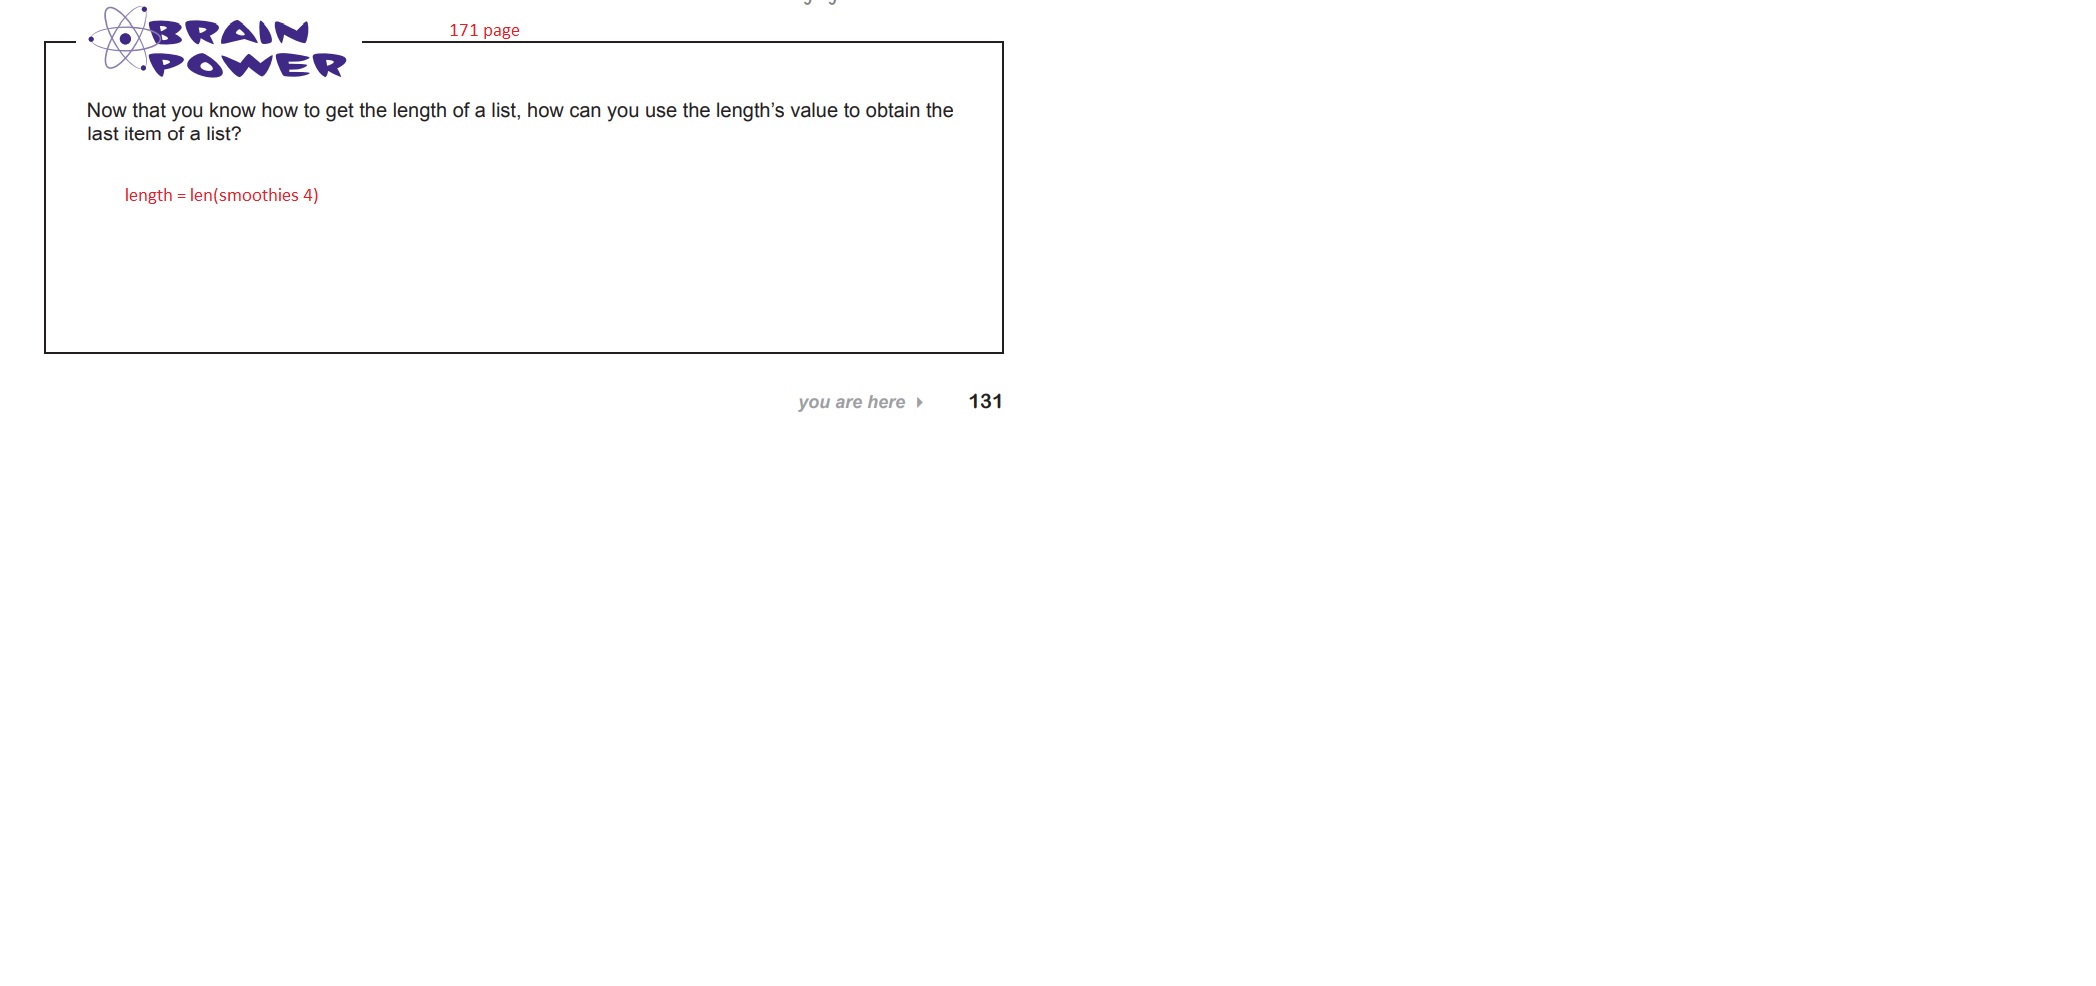 BRAIN
POWER
171 page
Now that you know how to get the length of a list, how can you use the length’s value to obtain the
last item of a list?
length = len(smoothies 4)
you are here
131